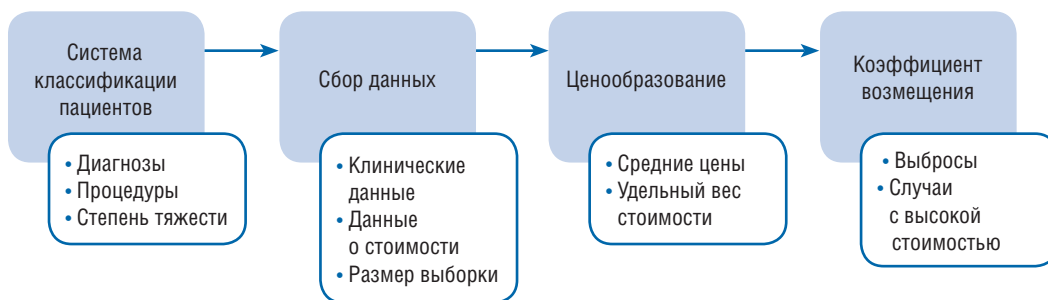 Система
классификации
пациентов
• Диагнозы
• Процедуры
• Степень тяжести
Сбор данных
• Клинические
данные
• Данные
о стоимости
• Размер выборки
Ценообразование
• Средние цены
• Удельный вес
стоимости
Коэффициент
возмещения
• Выбросы
• Случаи
с высокой
стоимостью